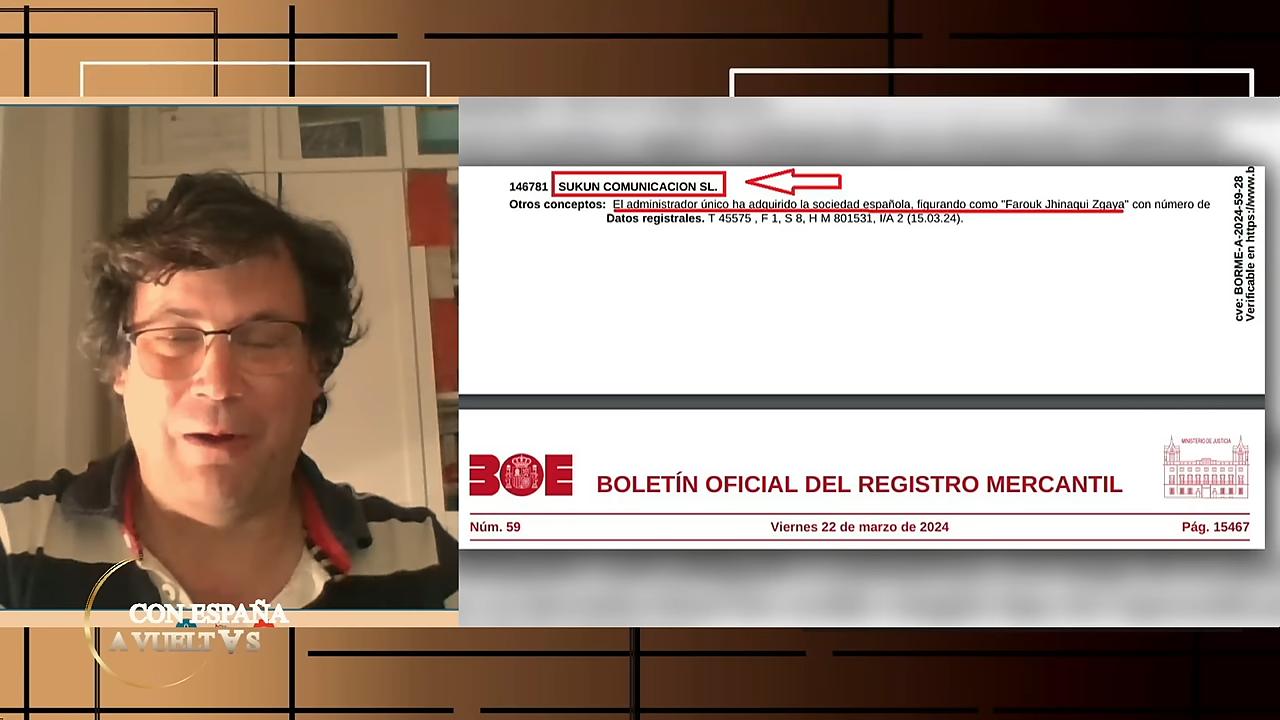 146781 SUKUN COMUNICACION SL.
Otros conceptos: El administrador único ha adquirido la sociedad española, figurando como "Farouk Jhinaqui Zgaya" con número de
Datos registrales. T 45575 , F 1, S 8, H M 801531, I/A 2 (15.03.24).
cve: BORME-A-2024-59-28
Verificable en https://www.b
BOE
BOLETÍN OFICIAL DEL REGISTRO MERCANTIL
MINISTERIO DE JUSTICIA
Núm. 59
Viernes 22 de marzo de 2024
Pág. 15467
CON ESPAÑA
A VUELTAS